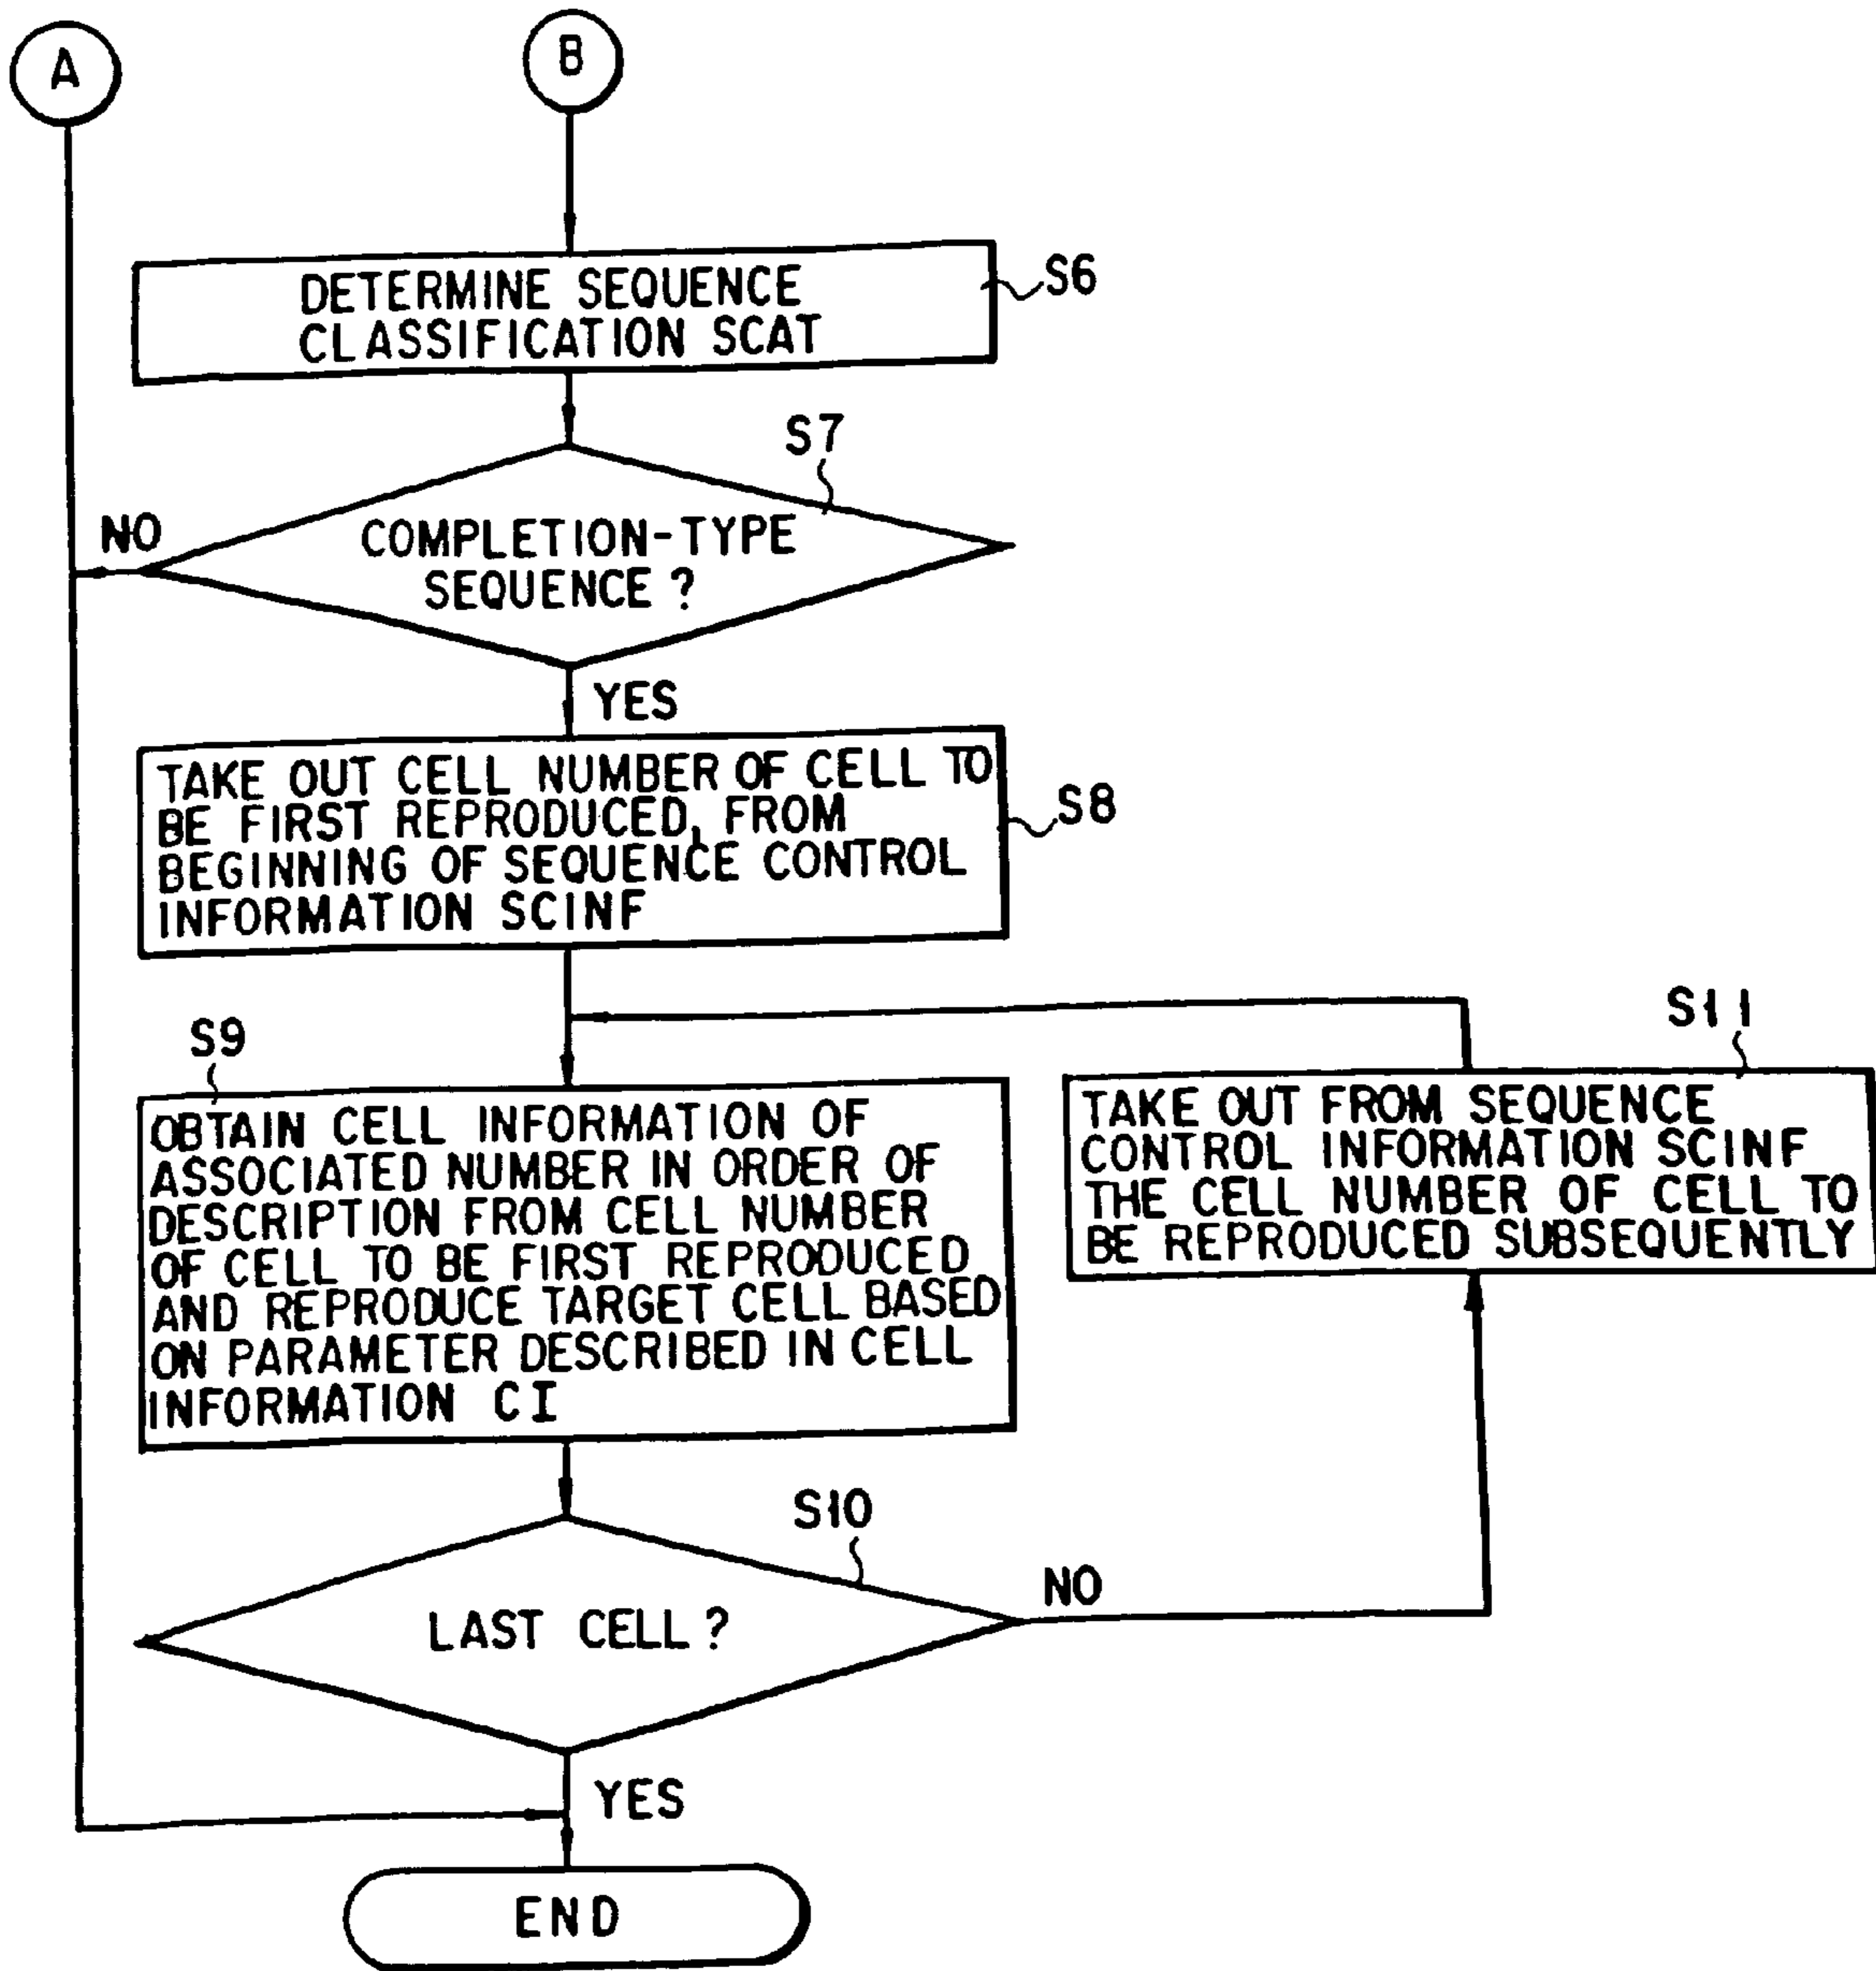 A
B
DETERMINE SEQUENCE
CLASSIFICATION SCAT
S6
S7
NO
COMPLETION-TYPE
SEQUENCE ?
YES
TAKE OUT CELL NUMBER OF CELL TO
BE FIRST REPRODUCED, FROM
BEGINNING OF SEQUENCE CONTROL
INFORMATION SCINF
S8
S9
OBTAIN CELL INFORMATION OF
ASSOCIATED NUMBER IN ORDER OF
DESCRIPTION FROM CELL NUMBER
OF CELL TO BE FIRST REPRODUCED
AND REPRODUCE TARGET CELL BASED
ON PARAMETER DESCRIBED IN CELL
INFORMATION CI
S11
TAKE OUT FROM SEQUENCE
CONTROL INFORMATION SCINF
THE CELL NUMBER OF CELL TO
BE REPRODUCED SUBSEQUENTLY
S10
LAST CELL ?
NO
YES
END